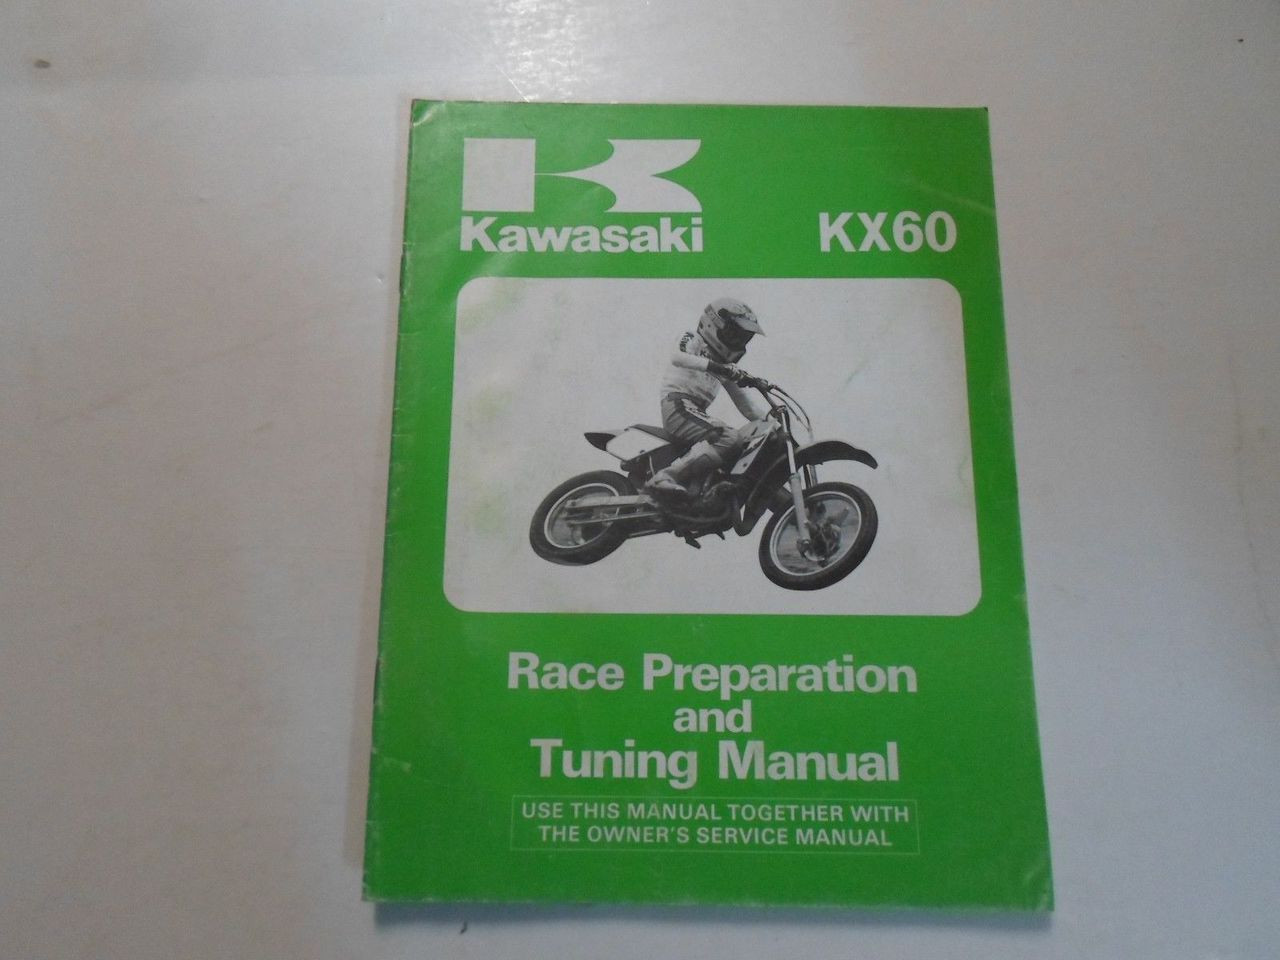 Kawasaki
KX60
Race Preparation
and
Tuning Manual
USE THIS MANUAL TOGETHER WITH
THE OWNER'S SERVICE MANUAL